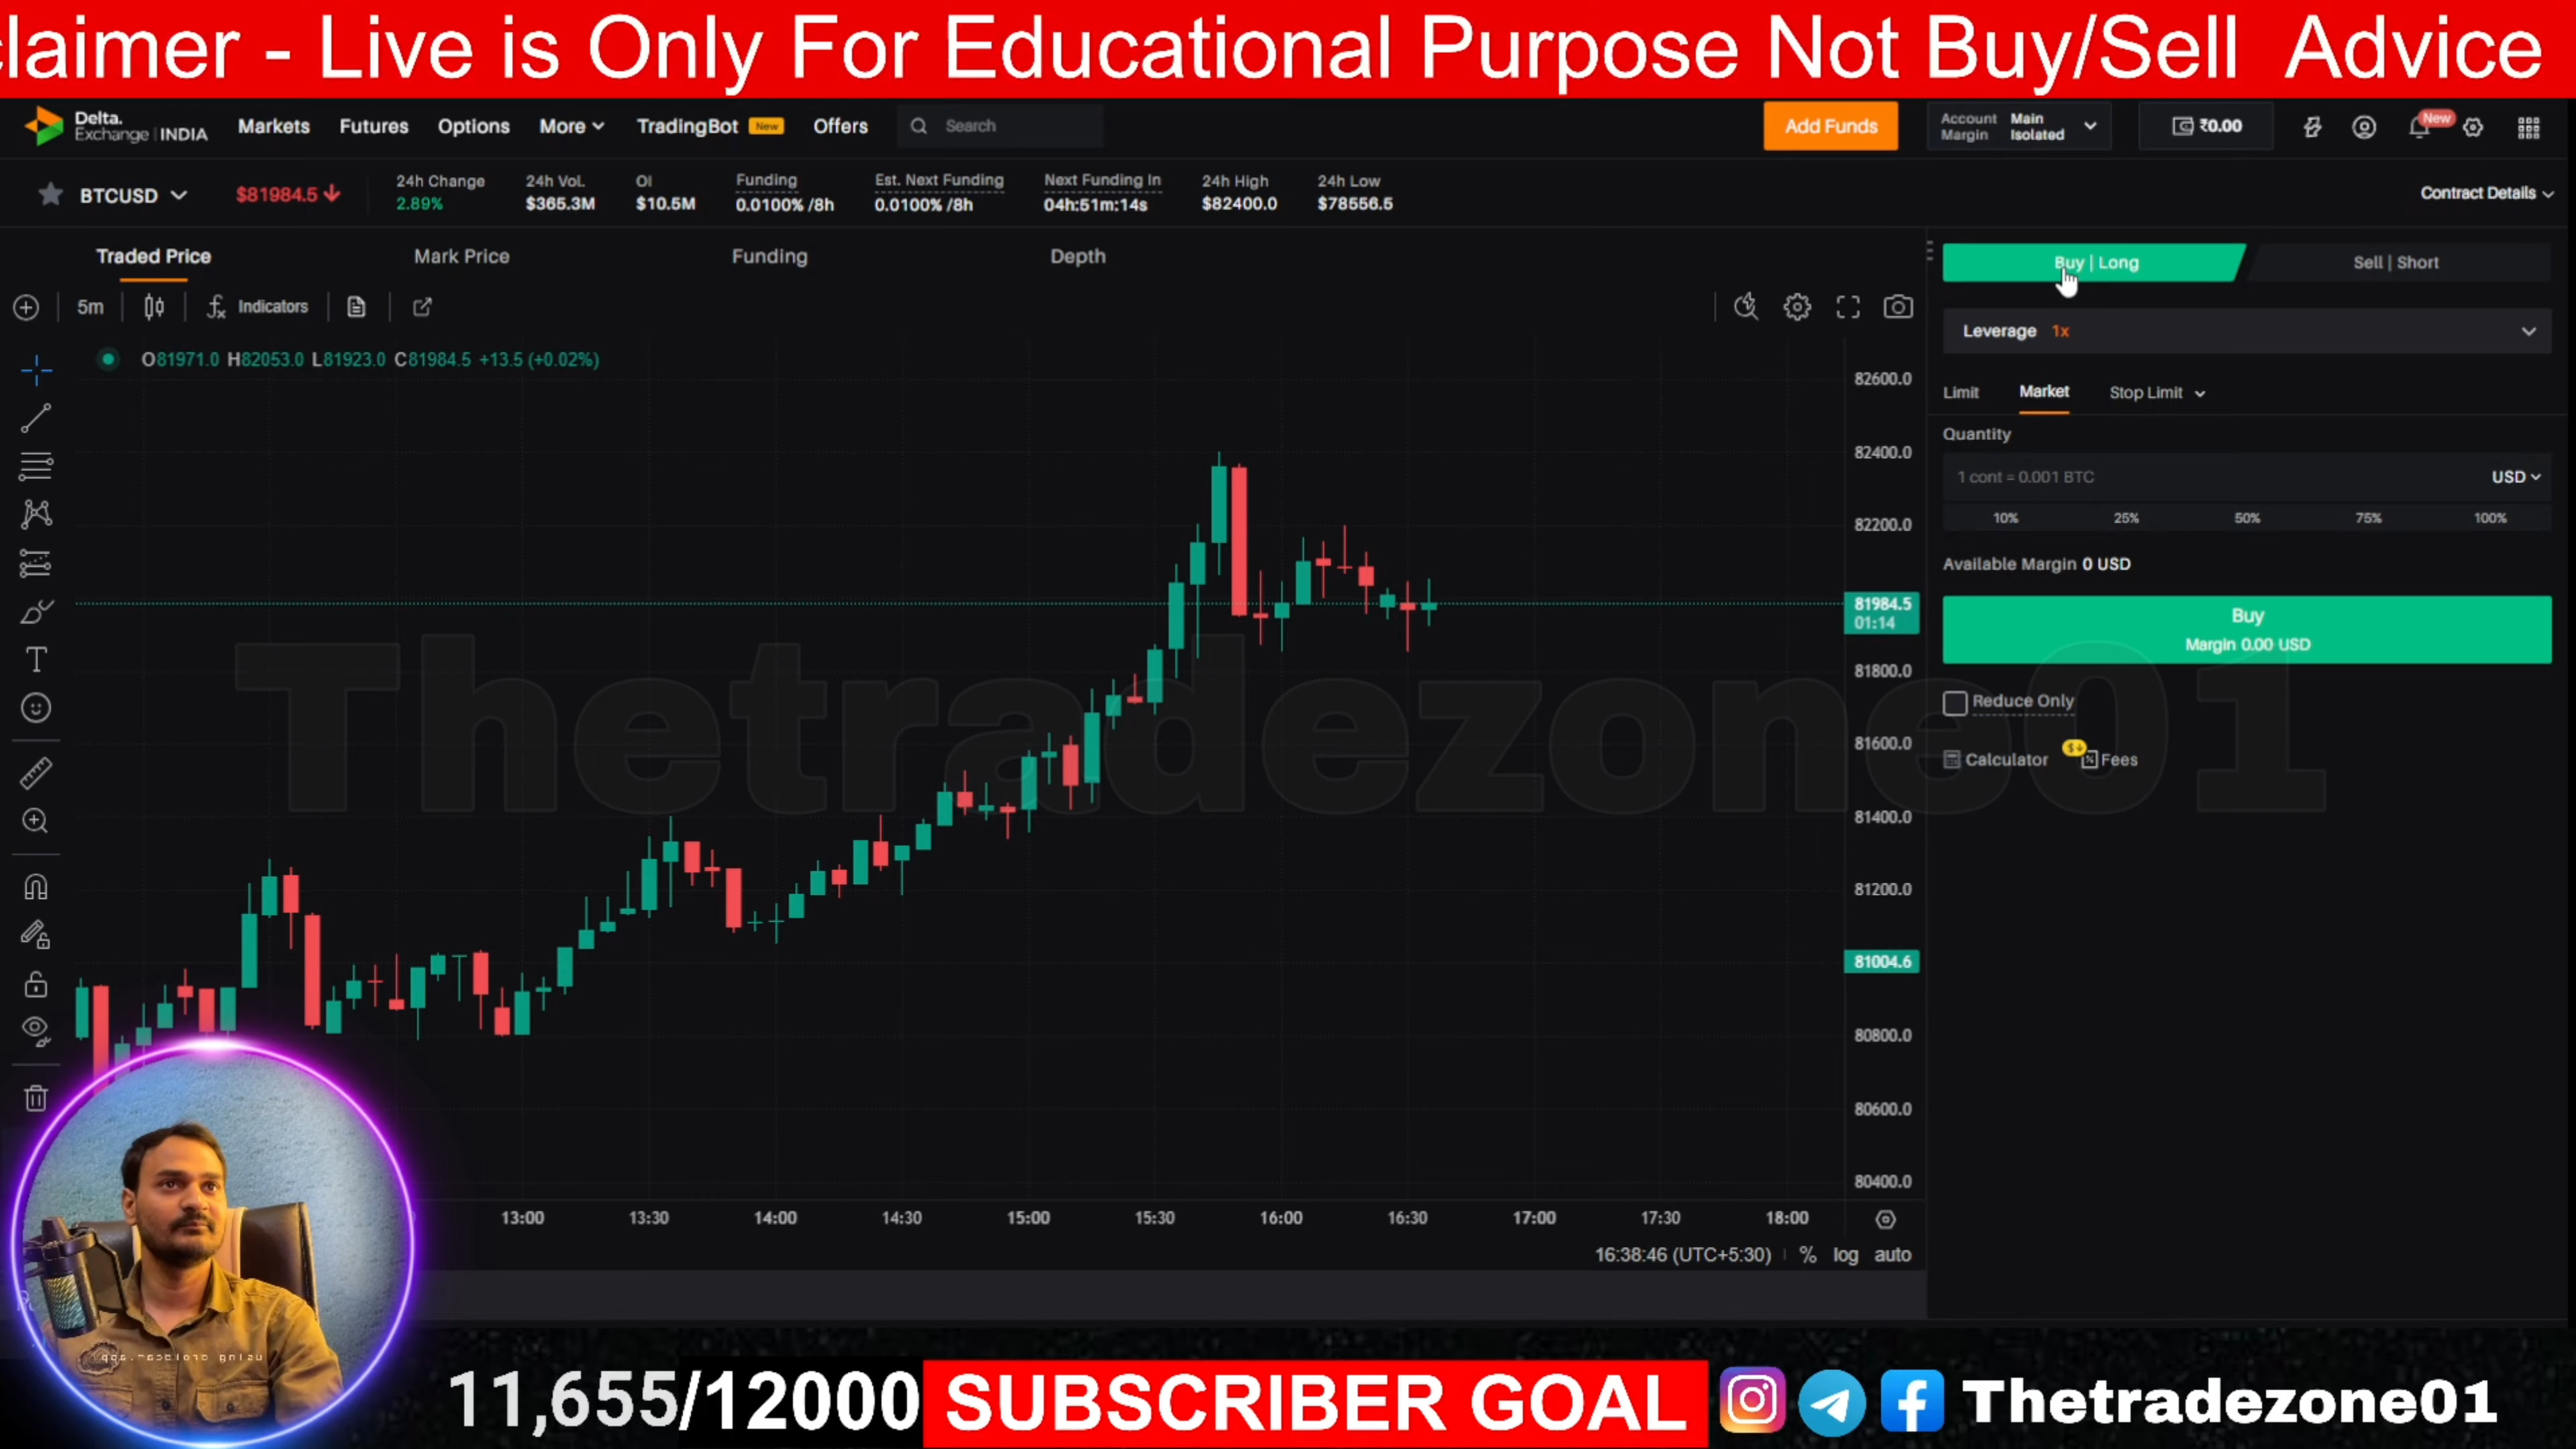 claimer - Live is Only For Educational Purpose Not Buy/Sell Advice
Delta. Exchange INDIA
Markets Futures Options More TradingBot New Offers Search
Add Funds
Account Main
Margin Isolated
₹0.00
New
BTCUSD $81984.5
24h Change
2.89%
24h Vol.
$365.3M
OI
$10.5M
Funding
0.0100% /8h
Est. Next Funding
0.0100% /8h
Next Funding In
04h:51m:14s
24h High
$82400.0
24h Low
$78556.5
Contract Details
Traded Price Mark Price Funding Depth
5m Indicators
O81971.0 H82053.0 L81923.0 C81984.5 +13.5 (+0.02%)
82600.0
82400.0
82200.0
81984.5
01:14
81800.0
81600.0
81400.0
81200.0
81004.6
80800.0
80600.0
80400.0
13:00 13:30 14:00 14:30 15:00 15:30 16:00 16:30 17:00 17:30 18:00
16:38:46 (UTC+5:30) % log auto
Buy | Long Sell | Short
Leverage 1x
Limit Market Stop Limit
Quantity
1 cont = 0.001 BTC USD
10% 25% 50% 75% 100%
Available Margin 0 USD
Buy
Margin 0.00 USD
Reduce Only
Calculator Fees
Thetradezone01
11,655/12000 SUBSCRIBER GOAL Thetradezone01